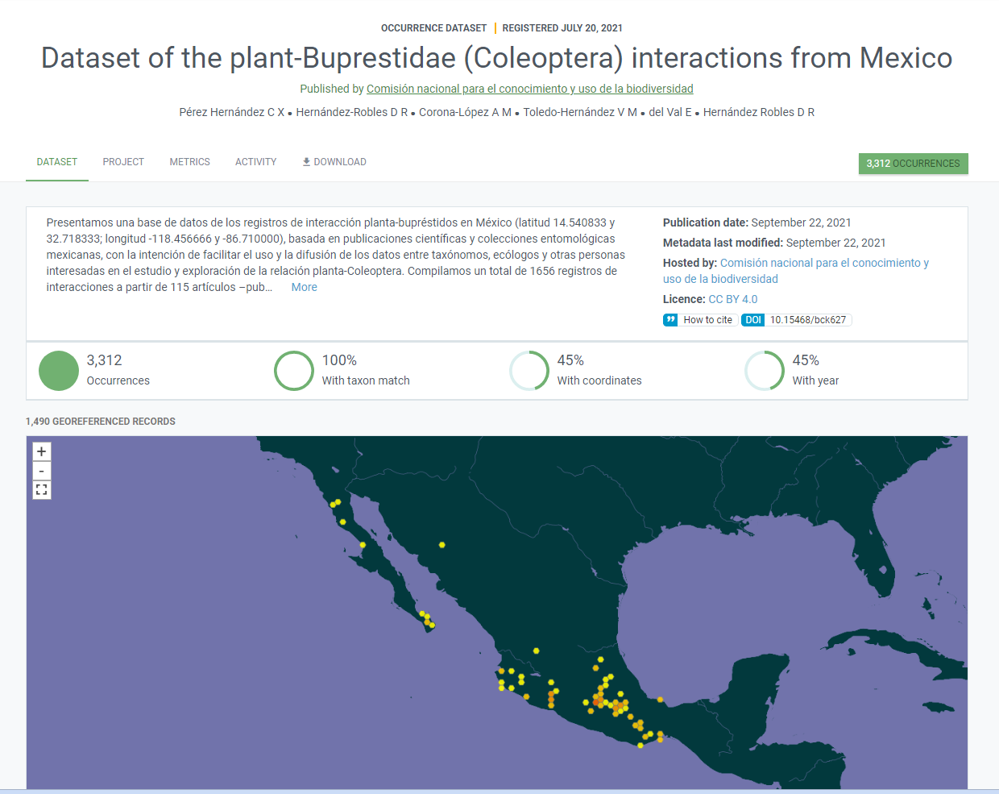 OCCURRENCE DATASET | REGISTERED JULY 20, 2021
Dataset of the plant-Buprestidae (Coleoptera) interactions from Mexico
Published by Comisión nacional para el conocimiento y uso de la biodiversidad
Pérez Hernández C X • Hernández-Robles D R • Corona-López A M • Toledo-Hernández V M • del Val E • Hernández Robles D R
DATASET PROJECT METRICS ACTIVITY DOWNLOAD
3,312 OCCURRENCES
Presentamos una base de datos de los registros de interacción planta-bupréstidos en México (latitud 14.540833 y
32.718333; longitud -118.456666 y -86.710000), basada en publicaciones científicas y colecciones entomológicas
mexicanas, con la intención de facilitar el uso y la difusión de los datos entre taxónomos, ecólogos y otras personas
interesadas en el estudio y exploración de la relación planta-Coleoptera. Compilamos un total de 1656 registros de
interacciones a partir de 115 artículos –pub... More
Publication date: September 22, 2021
Metadata last modified: September 22, 2021
Hosted by: Comisión nacional para el conocimiento y
uso de la biodiversidad
Licence: CC BY 4.0
How to cite DOI 10.15468/bck627
3,312
Occurrences
100%
With taxon match
45%
With coordinates
45%
With year
1,490 GEOREFERENCED RECORDS
+
-